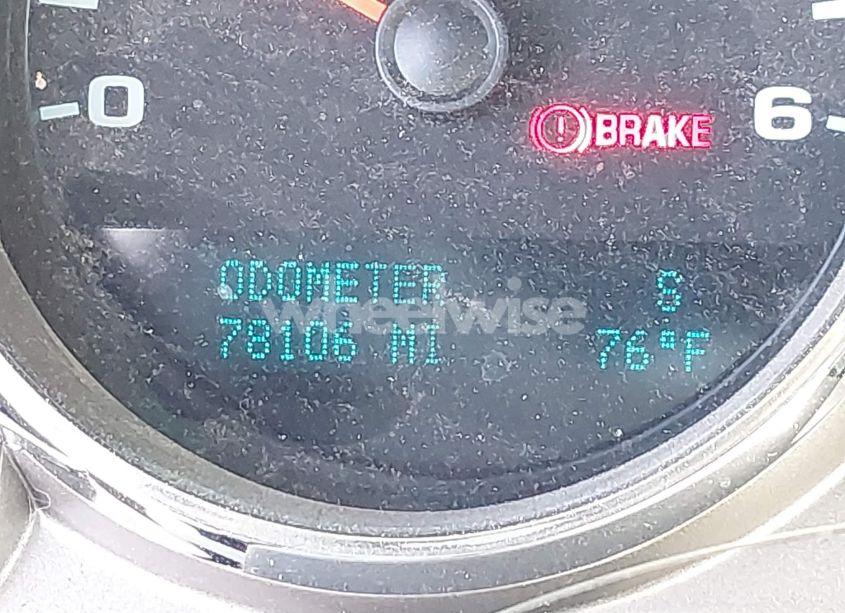 0
BRAKE 6
ODOMETER S
wheelwise
78106 MI 76°F